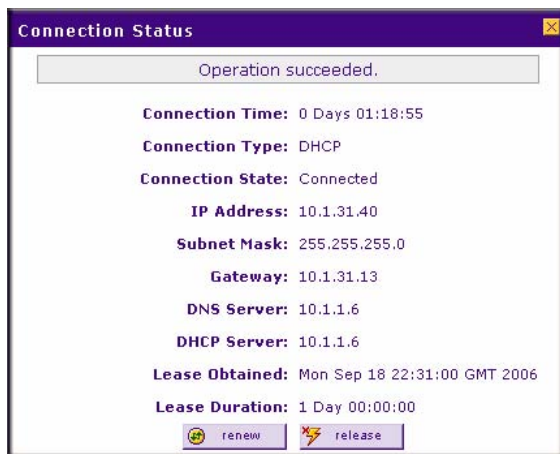 Connection Status
Operation succeeded.
Connection Time: 0 Days 01:18:55
Connection Type: DHCP
Connection State: Connected
IP Address: 10.1.31.40
Subnet Mask: 255.255.255.0
Gateway: 10.1.31.13
DNS Server: 10.1.1.6
DHCP Server: 10.1.1.6
Lease Obtained: Mon Sep 18 22:31:00 GMT 2006
Lease Duration: 1 Day 00:00:00
renew release